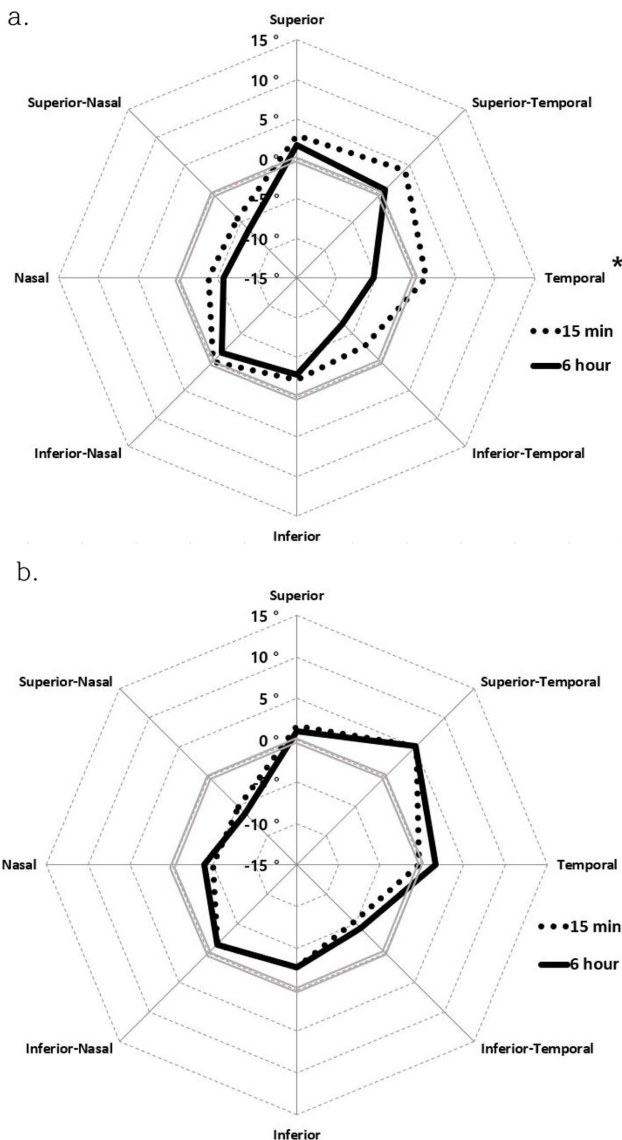 a.
Superior
15 °
10 °
5 °
0 °
-5 °
-10 °
-15 °
Superior-Nasal
Superior-Temporal
Nasal
Temporal *
15 min
6 hour
Inferior-Nasal
Inferior-Temporal
Inferior
b.
Superior
15 °
10 °
5 °
0 °
-5 °
-10 °
-15 °
Superior-Nasal
Superior-Temporal
Nasal
Temporal
15 min
6 hour
Inferior-Nasal
Inferior-Temporal
Inferior